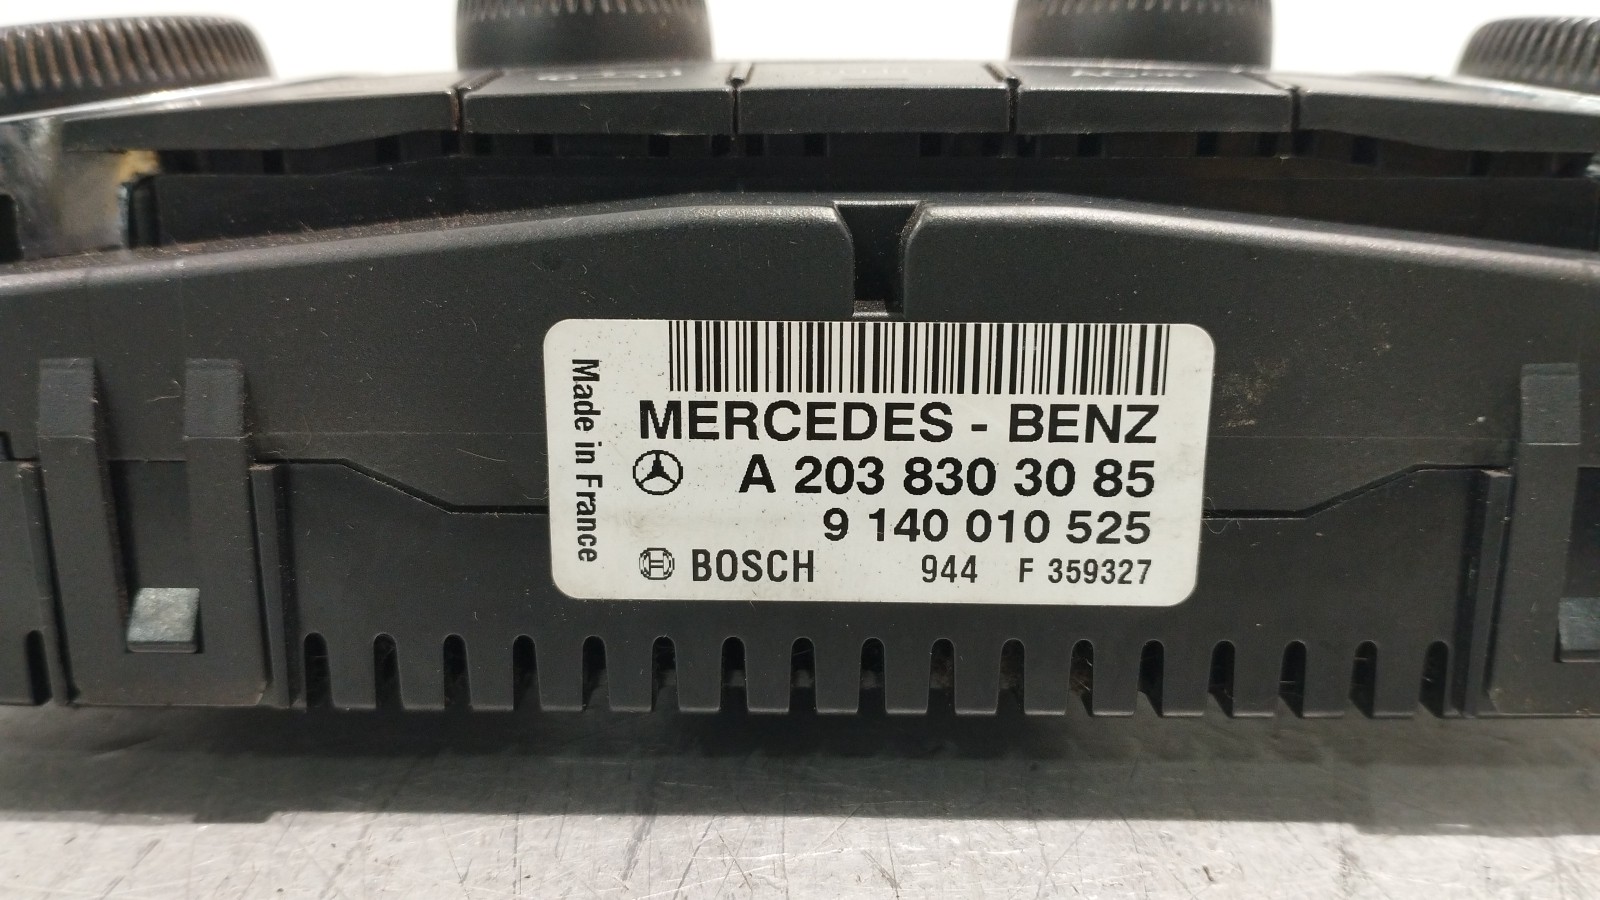 MERCEDES - BENZ
A 203 830 30 85
9 140 010 525
BOSCH 944 F 359327
Made in France